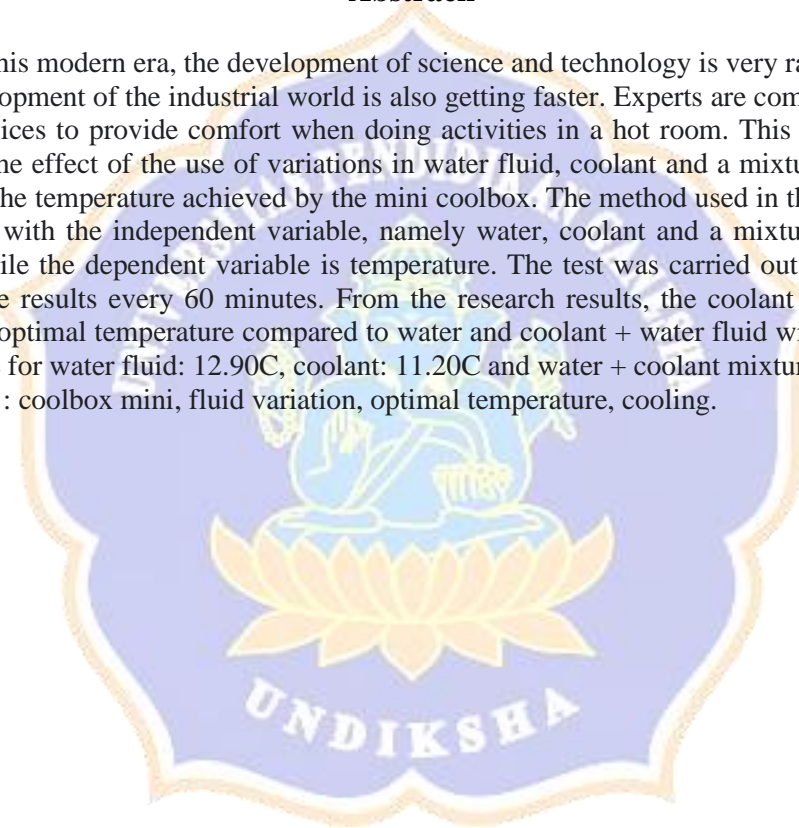 his modern era, the development of science and technology is very ra
opment of the industrial world is also getting faster. Experts are com
ices to provide comfort when doing activities in a hot room. This
he effect of the use of variations in water fluid, coolant and a mixtu
he temperature achieved by the mini coolbox. The method used in th
with the independent variable, namely water, coolant and a mixtu
ile the dependent variable is temperature. The test was carried out
e results every 60 minutes. From the research results, the coolant
optimal temperature compared to water and coolant + water fluid wi
for water fluid: 12.90C, coolant: 11.20C and water + coolant mixtur
: coolbox mini, fluid variation, optimal temperature, cooling.
UNIVERSITAS PENDIDIKAN GANESHA
UNDIKSHA